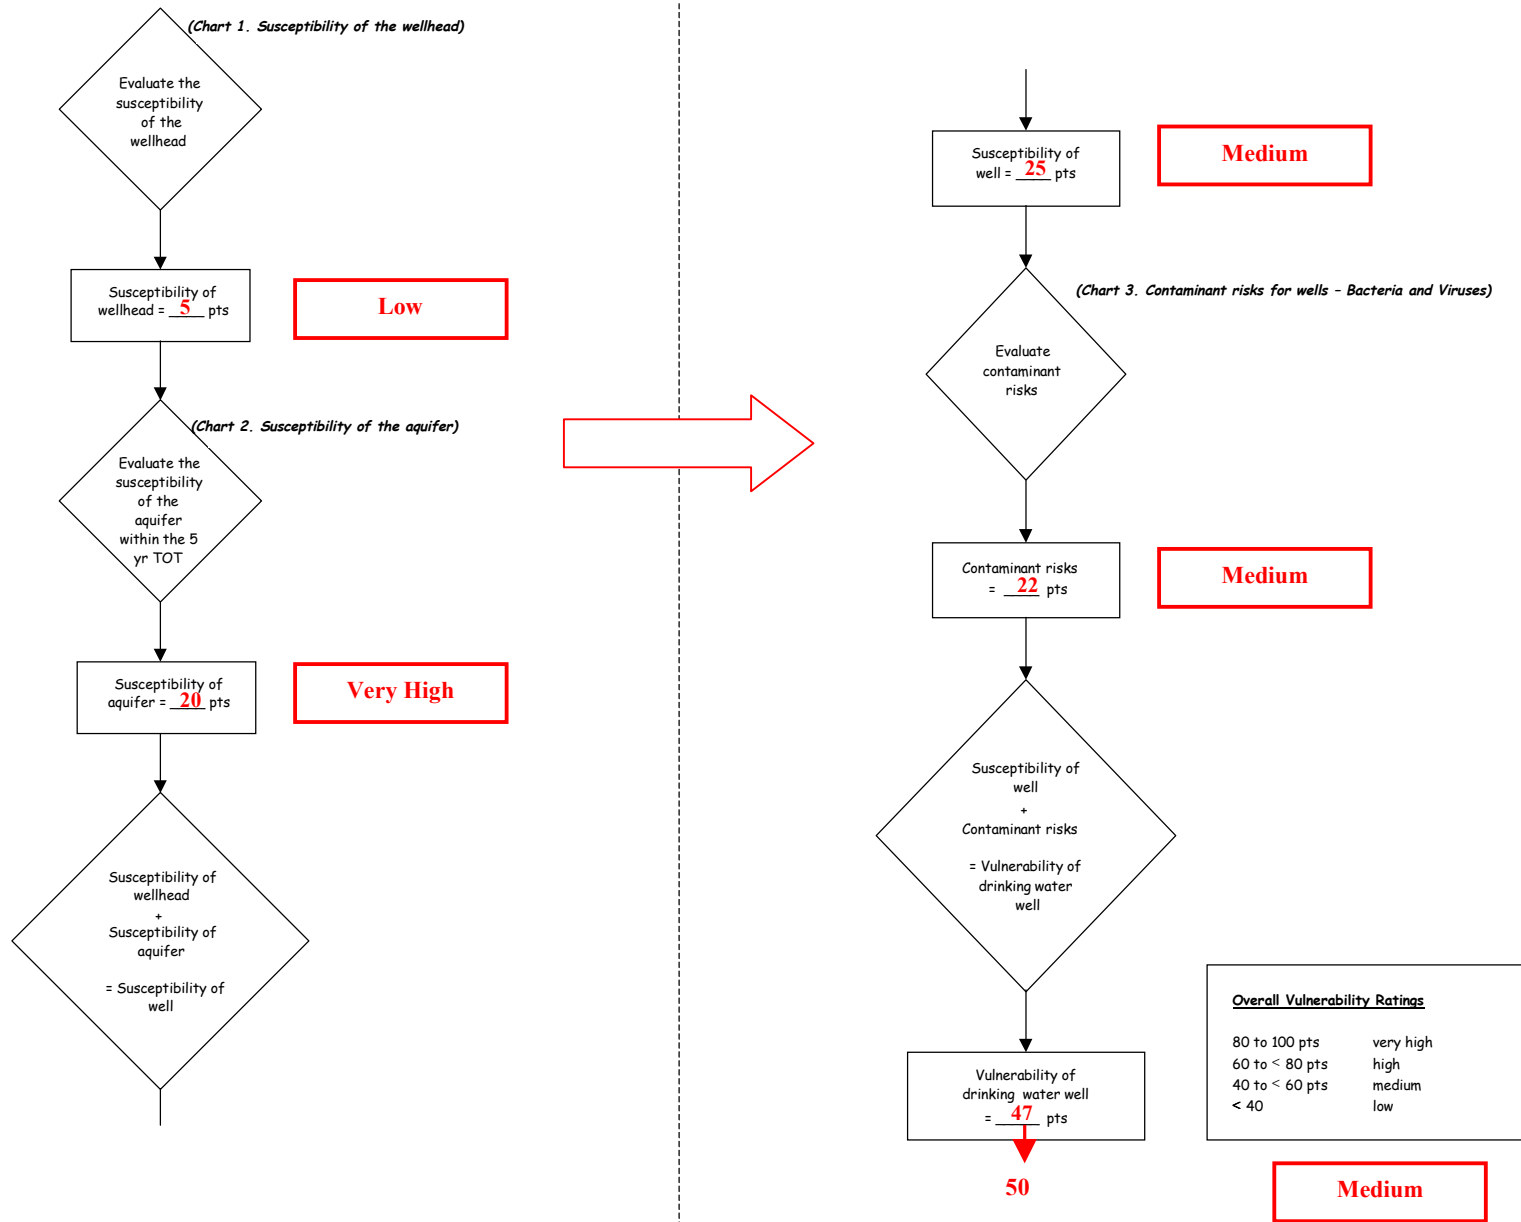 (Chart 1. Susceptibility of the wellhead)
Evaluate the
susceptibility
of the
wellhead
Susceptibility of
wellhead = 5 pts
Low
(Chart 2. Susceptibility of the aquifer)
Evaluate the
susceptibility
of the
aquifer
within the 5
yr TOT
Susceptibility of
aquifer = 20 pts
Very High
Susceptibility of
wellhead
+
Susceptibility of
aquifer
= Susceptibility of
well
Susceptibility of
well = 25 pts
Medium
(Chart 3. Contaminant risks for wells – Bacteria and Viruses)
Evaluate
contaminant
risks
Contaminant risks
= 22 pts
Medium
Susceptibility of
well
+
Contaminant risks
= Vulnerability of
drinking water
well
Vulnerability of
drinking water well
= 47 pts
50
Overall Vulnerability Ratings
80 to 100 pts very high
60 to < 80 pts high
40 to < 60 pts medium
< 40 low
Medium